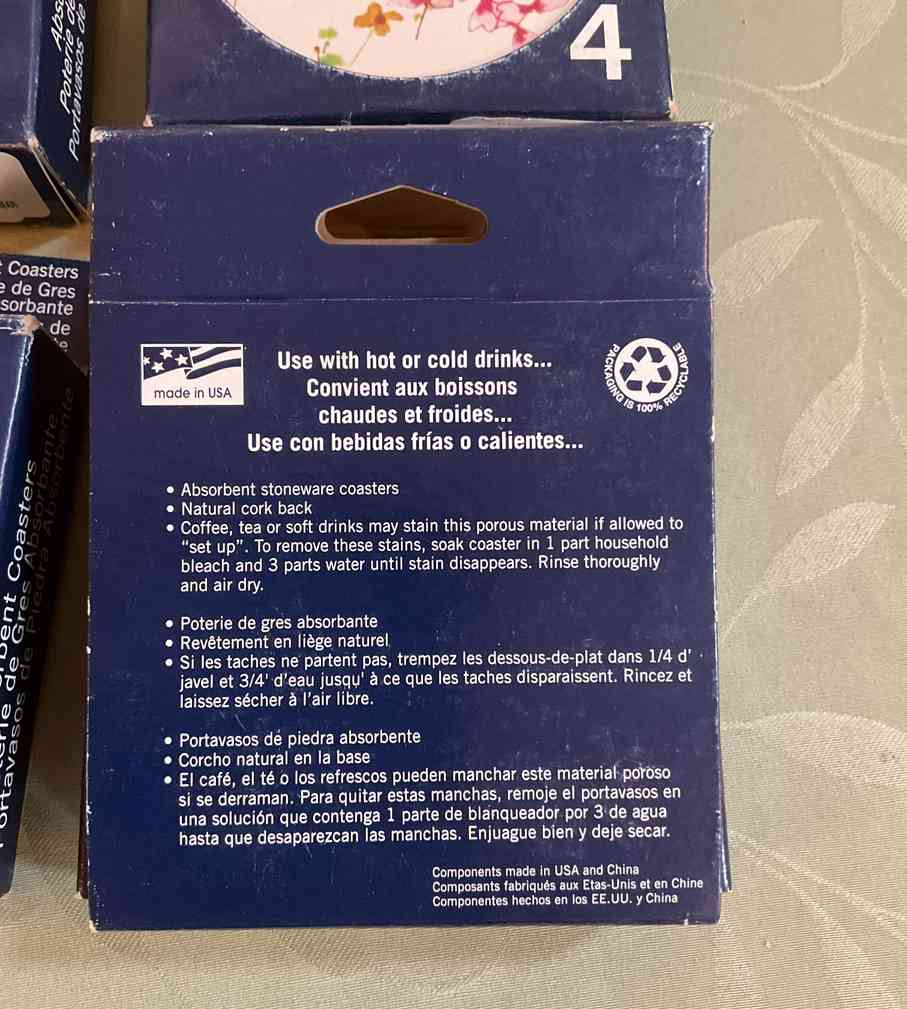 4
Poterie de
Portavasos de
t Coasters
e de Gres
sorbante
de
made in USA
Use with hot or cold drinks...
Convient aux boissons
chaudes et froides...
Use con bebidas frías o calientes...
PACKAGING IS 100% RECYCLABLE
• Absorbent stoneware coasters
• Natural cork back
• Coffee, tea or soft drinks may stain this porous material if allowed to
“set up”. To remove these stains, soak coaster in 1 part household
bleach and 3 parts water until stain disappears. Rinse thoroughly
and air dry.
• Poterie de gres absorbante
• Revêtement en liège naturel
• Si les taches ne partent pas, trempez les dessous-de-plat dans 1/4 d'
javel et 3/4' d'eau jusqu' à ce que les taches disparaissent. Rincez et
laissez sécher à l'air libre.
• Portavasos de piedra absorbente
• Corcho natural en la base
• El café, el té o los refrescos pueden manchar este material poroso
si se derraman. Para quitar estas manchas, remoje el portavasos en
una solución que contenga 1 parte de blanqueador por 3 de agua
hasta que desaparezcan las manchas. Enjuague bien y deje secar.
Components made in USA and China
Composants fabriqués aux Etas-Unis et en Chine
Componentes hechos en los EE.UU. y China
rbent Coasters
terie de Gres Absorbante
ortavasos de Piedra Absorbente